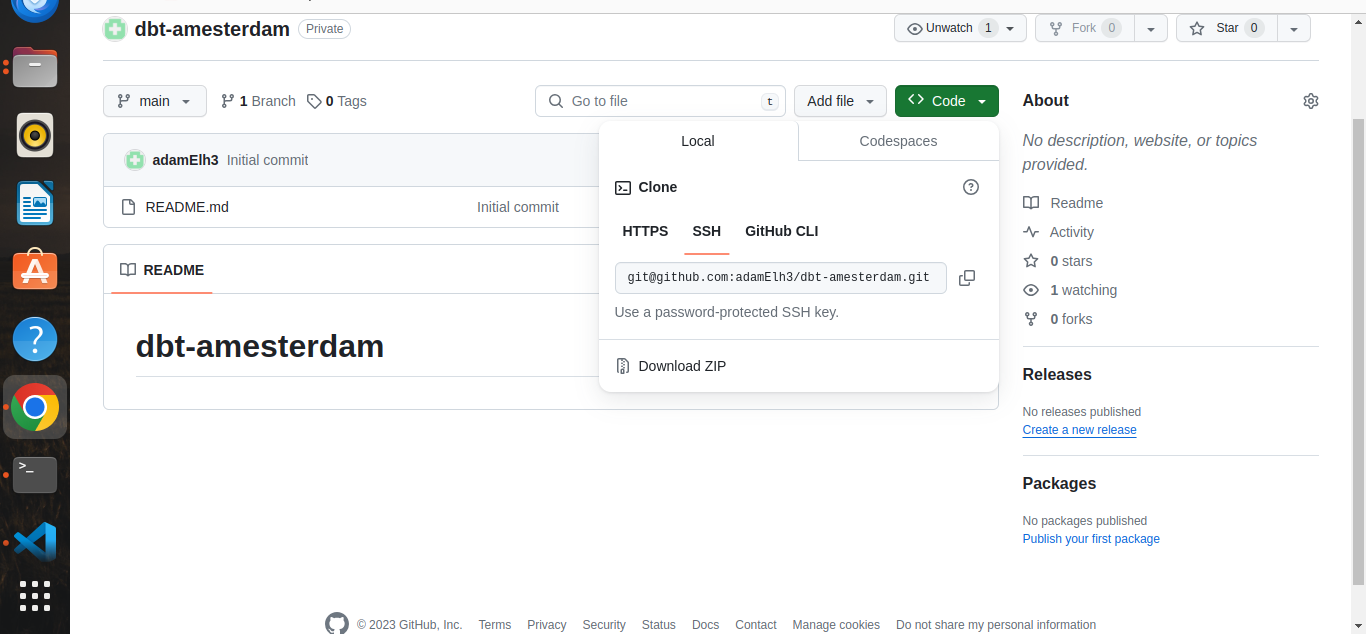 dbt-amesterdam Private
Unwatch 1
Fork 0
Star 0
main
1 Branch
0 Tags
Go to file t
Add file
Code
Local
Codespaces
adamElh3 Initial commit
Clone
README.md Initial commit
HTTPS SSH GitHub CLI
git@github.com:adamElh3/dbt-amesterdam.git
Use a password-protected SSH key.
Download ZIP
README
dbt-amesterdam
About
No description, website, or topics
provided.
Readme
Activity
0 stars
1 watching
0 forks
Releases
No releases published
Create a new release
Packages
No packages published
Publish your first package
© 2023 GitHub, Inc. Terms Privacy Security Status Docs Contact Manage cookies Do not share my personal information